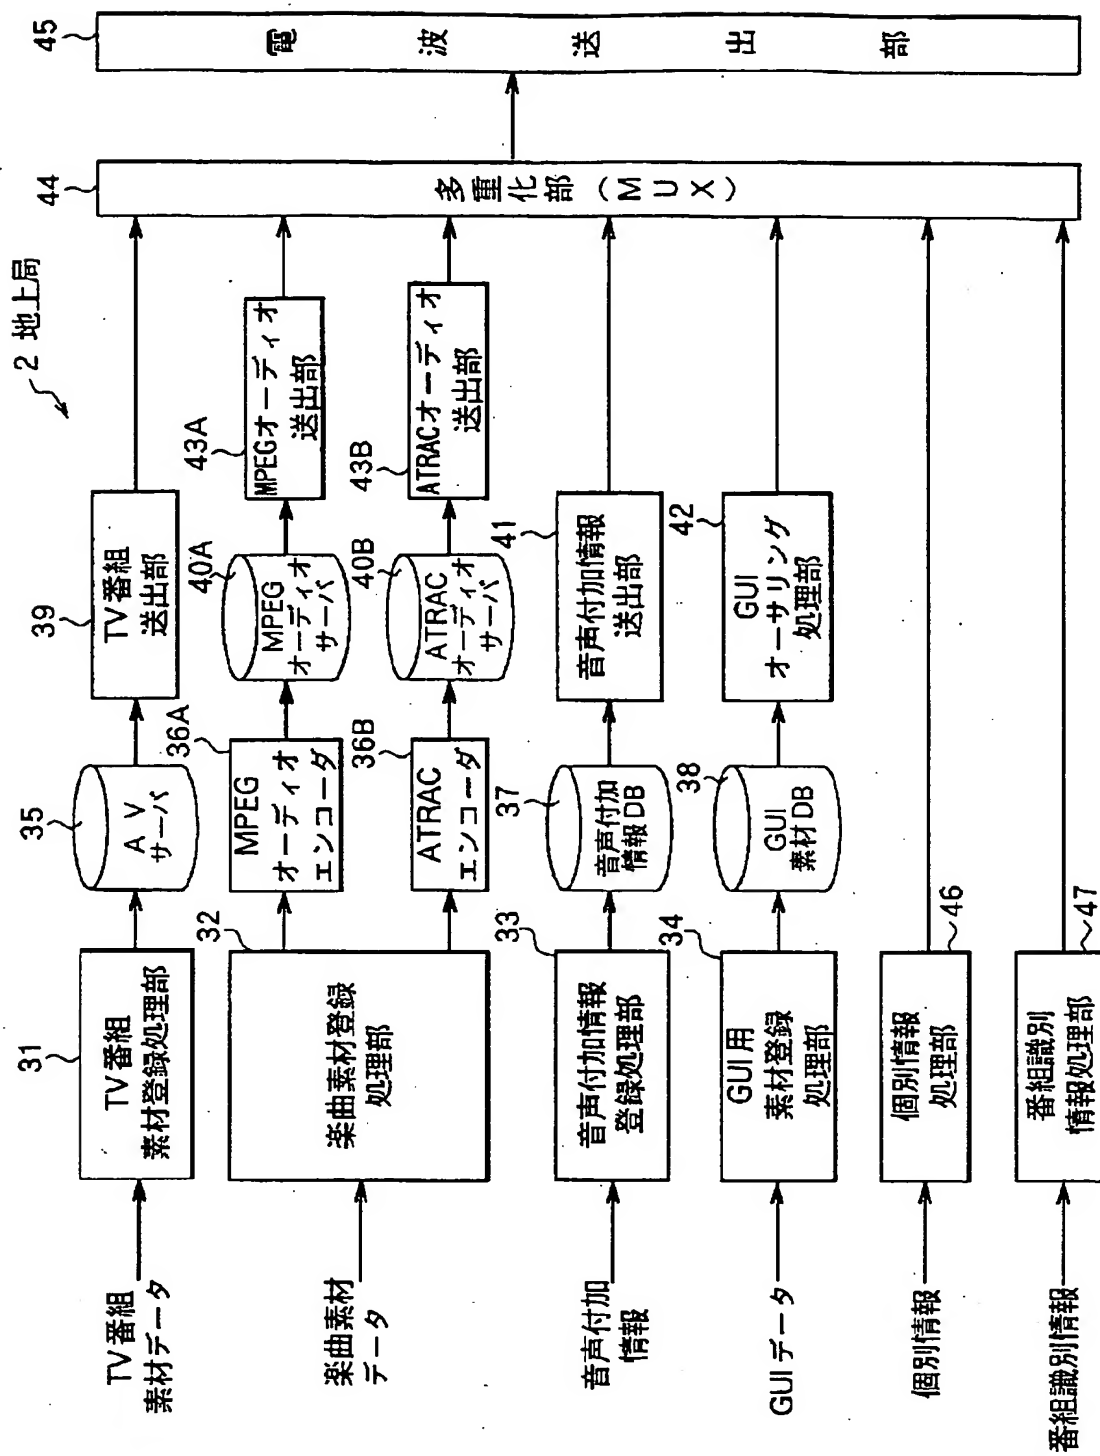 2 地上局
TV番組
素材データ
31
TV番組
素材登録処理部
35
AV
サーバ
39
TV番組
送出部
楽曲素材
データ
32
楽曲素材登録
処理部
36A
MPEG
オーディオ
エンコーダ
40A
MPEG
オーディオ
サーバ
43A
MPEGオーディオ
送出部
36B
ATRAC
エンコーダ
40B
ATRAC
オーディオ
サーバ
43B
ATRACオーディオ
送出部
音声付加
情報
33
音声付加情報
登録処理部
37
音声付加
情報DB
41
音声付加情報
送出部
GUIデータ
34
GUI用
素材登録
処理部
38
GUI
素材DB
42
GUI
オーサリング
処理部
個別情報
46
個別情報
処理部
番組識別情報
47
番組識別
情報処理部
44
多重化部(MUX)
45
電波送出部